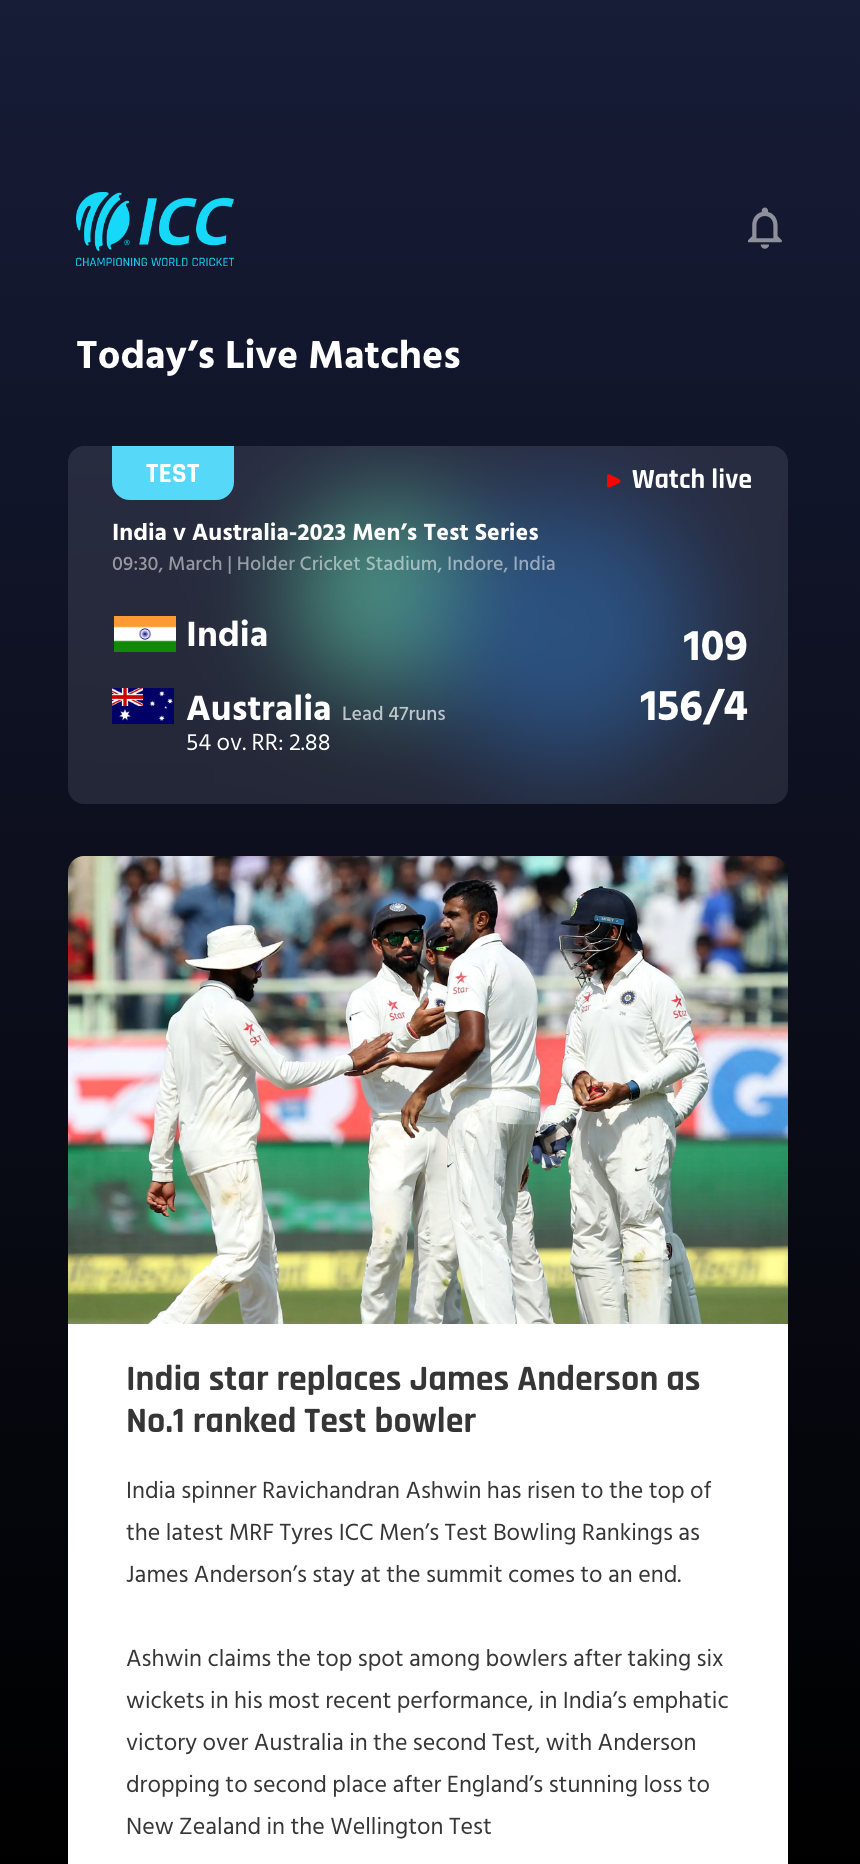 ICC
CHAMPIONING WORLD CRICKET
Today’s Live Matches
TEST
Watch live
India v Australia-2023 Men’s Test Series
09:30, March | Holder Cricket Stadium, Indore, India
India
109
Australia Lead 47runs
156/4
54 ov. RR: 2.88
Star
Star
India star replaces James Anderson as
No.1 ranked Test bowler
India spinner Ravichandran Ashwin has risen to the top of
the latest MRF Tyres ICC Men’s Test Bowling Rankings as
James Anderson’s stay at the summit comes to an end.
Ashwin claims the top spot among bowlers after taking six
wickets in his most recent performance, in India’s emphatic
victory over Australia in the second Test, with Anderson
dropping to second place after England’s stunning loss to
New Zealand in the Wellington Test